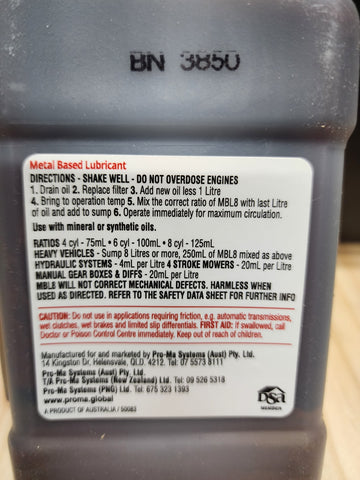 BN 3850
Metal Based Lubricant
DIRECTIONS - SHAKE WELL - DO NOT OVERDOSE ENGINES
1. Drain oil 2. Replace filter 3. Add new oil less 1 Litre
4. Bring to operation temp 5. Mix the correct ratio of MBL8 with last Litre
of oil and add to sump 6. Operate immediately for maximum circulation.
Use with mineral or synthetic oils.
RATIOS 4 cyl - 75mL • 6 cyl - 100mL • 8 cyl - 125mL
HEAVY VEHICLES - Sump 8 Litres or more, 250mL of MBL8 mixed as above
HYDRAULIC SYSTEMS - 4mL per Litre 4 STROKE MOWERS - 20mL per Litre
MANUAL GEAR BOXES & DIFFS - 20mL per Litre
MBL8 WILL NOT CORRECT MECHANICAL DEFECTS. HARMLESS WHEN
USED AS DIRECTED. REFER TO THE SAFETY DATA SHEET FOR FURTHER INFO
CAUTION: Do not use in applications requiring friction, e.g. automatic transmissions,
wet clutches, wet brakes and limited slip differentials. FIRST AID: If swallowed, call
Doctor or Poison Control Centre immediately. Keep out of reach of children.
Manufactured for and marketed by Pro-Ma Systems (Aust) Pty. Ltd.
14 Kingston Dr, Helensvale, QLD. 4212. Tel: 07 5573 8111
Pro-Ma Systems (Aust) Pty. Ltd.
T/A Pro-Ma Systems (New Zealand) Ltd. Tel: 09 526 5318
Pro-Ma Systems (PNG) Ltd. Tel: 675 323 1393
www.proma.global
A PRODUCT OF AUSTRALIA / 50083
DSA
MEMBER